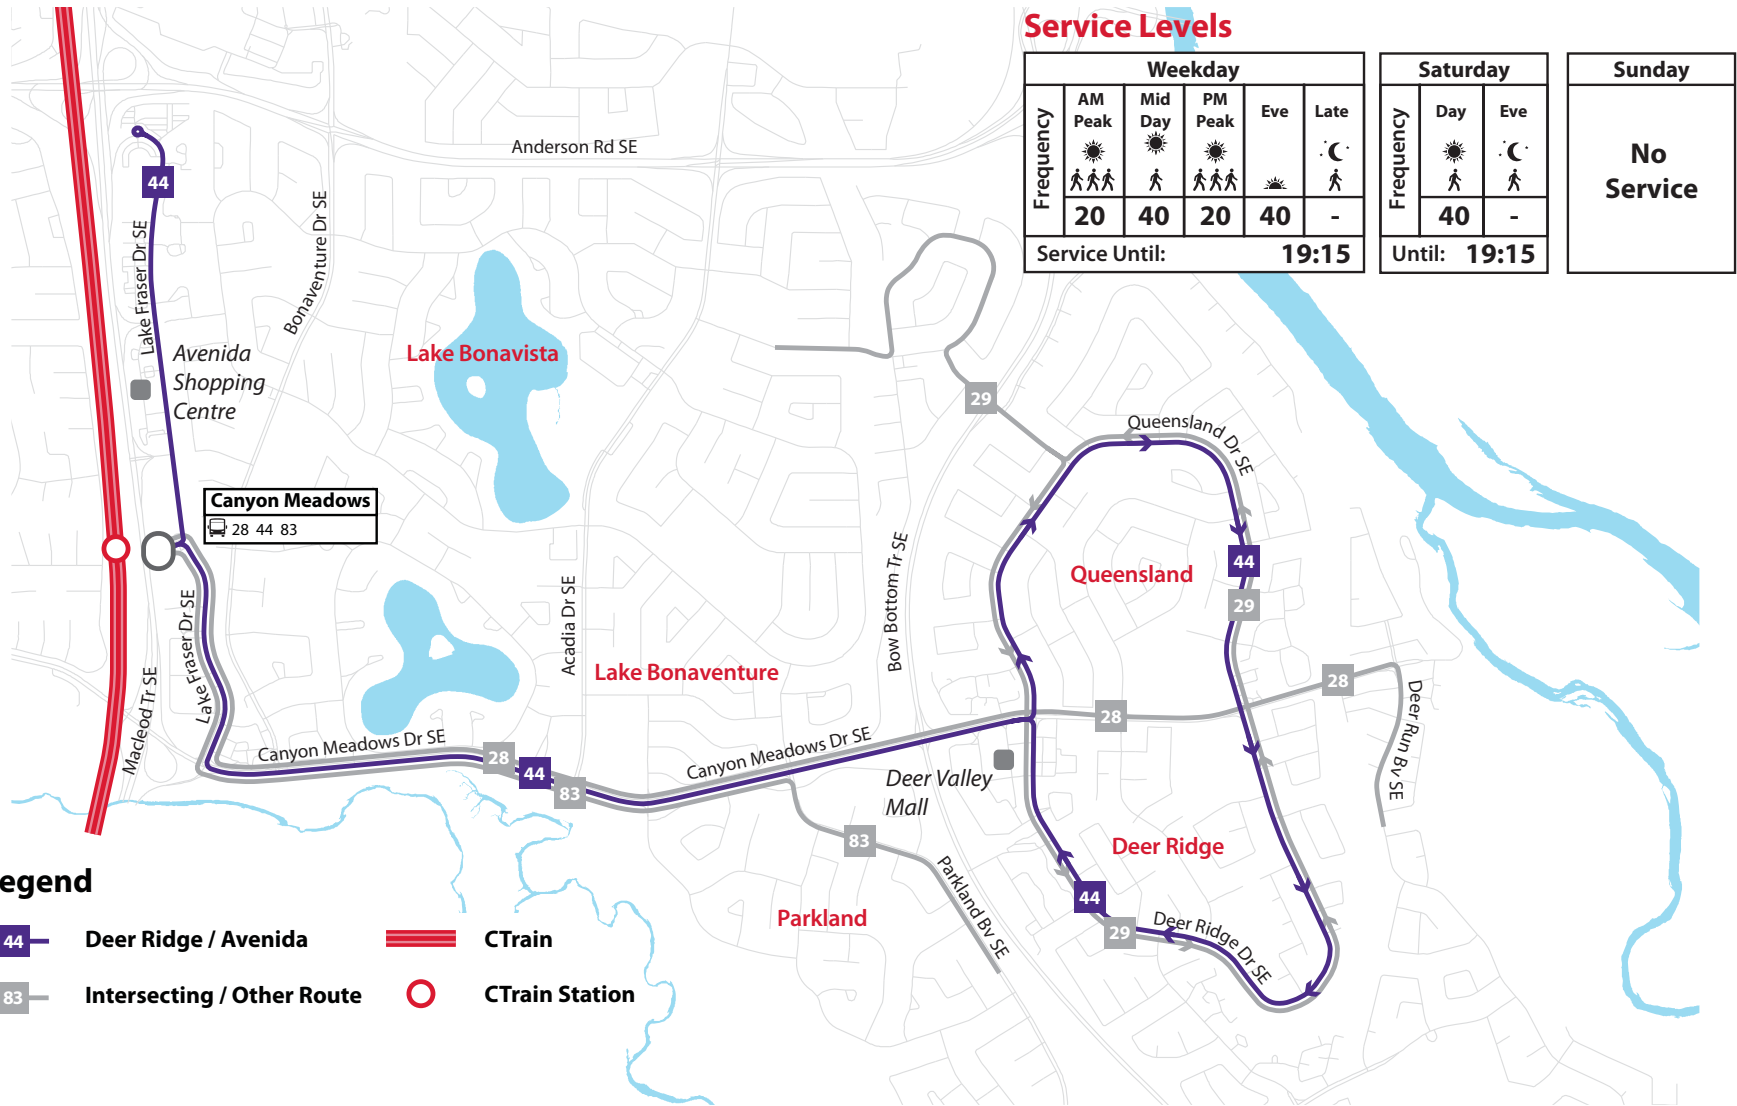 Service Levels
Weekday
Frequency
AM Peak
Mid Day
PM Peak
Eve
Late
20
40
20
40
-
Service Until: 19:15
Saturday
Frequency
Day
Eve
40
-
Until: 19:15
Sunday
No
Service
Anderson Rd SE
44
Lake Fraser Dr SE
Bonaventure Dr SE
Avenida
Shopping
Centre
Lake Bonavista
29
Queensland Dr SE
Canyon Meadows
28 44 83
44
Queensland
29
Bow Bottom Tr SE
Acadia Dr SE
Lake Fraser Dr SE
Macleod Tr SE
Lake Bonaventure
28
28
Deer Run Bv SE
Canyon Meadows Dr SE
28
44
83
Canyon Meadows Dr SE
Deer Valley
Mall
83
Deer Ridge
Parkland Bv SE
44
29
Deer Ridge Dr SE
Parkland
egend
44
Deer Ridge / Avenida
CTrain
83
Intersecting / Other Route
CTrain Station